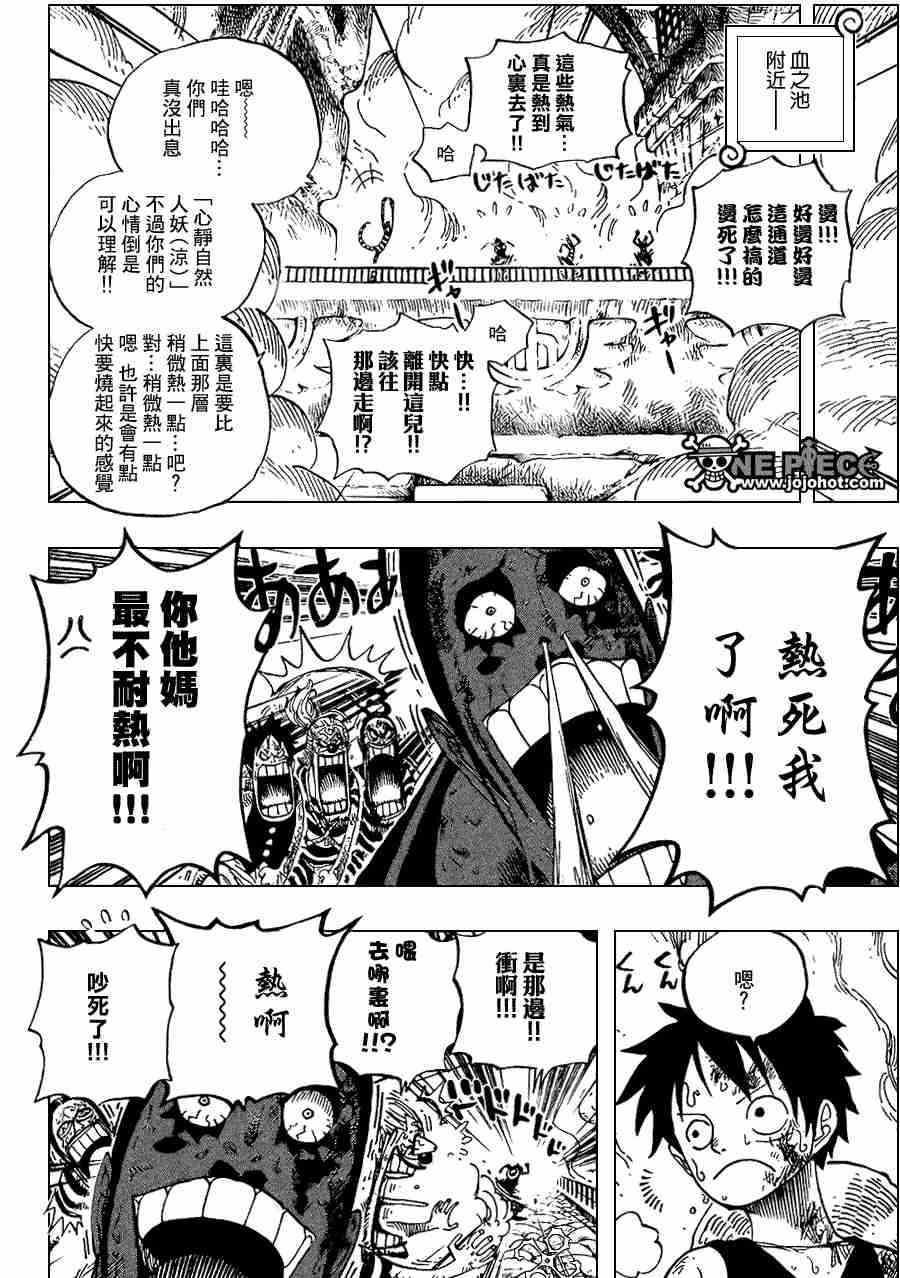 血之池
附近—
燙!!!
好燙好燙
這通道
怎麼搞的
燙死了!!!
這些熱氣…
真是熱到
心裏去了!!
哈
じたばた
じたばた
嗯~~~
哇哈哈哈…
你們
真沒出息
「心靜自然
人妖(涼)」
不過你們的
心情倒是
可以理解!!
這裏是要比
上面那層
稍微熱一點…吧?
對…稍微熱一點
嗯 也許是會有點
快要燒起來的感覺
ギャー
ギャー
哈
快…!!
快點
離開這兒!!
該往
那邊走啊!?
ONE PIECE
www.jojohot.com
熱死我
了啊!!!
你他媽
最不耐熱啊!!!
嗯?
くん
くん
是那邊!!
衝啊!!!
喂
去哪裏啊!!?
熱啊
~~~
吵死了!!!
ドドド